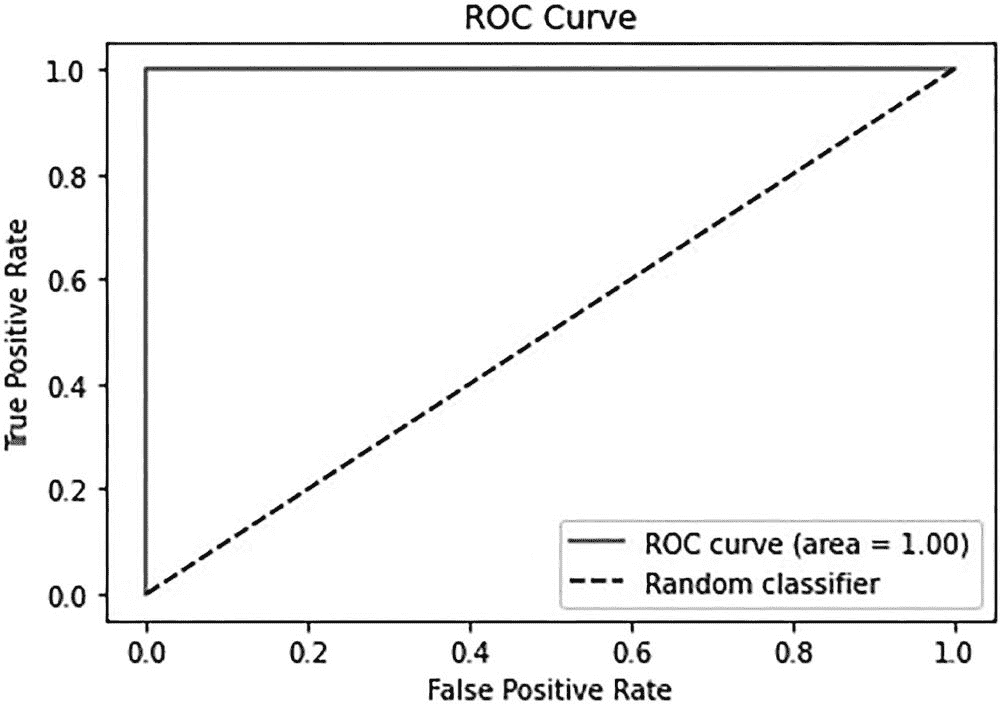 ROC Curve
1.0
0.8
0.6
0.4
0.2
0.0
True Positive Rate
ROC curve (area = 1.00)
Random classifier
0.0 0.2 0.4 0.6 0.8 1.0
False Positive Rate